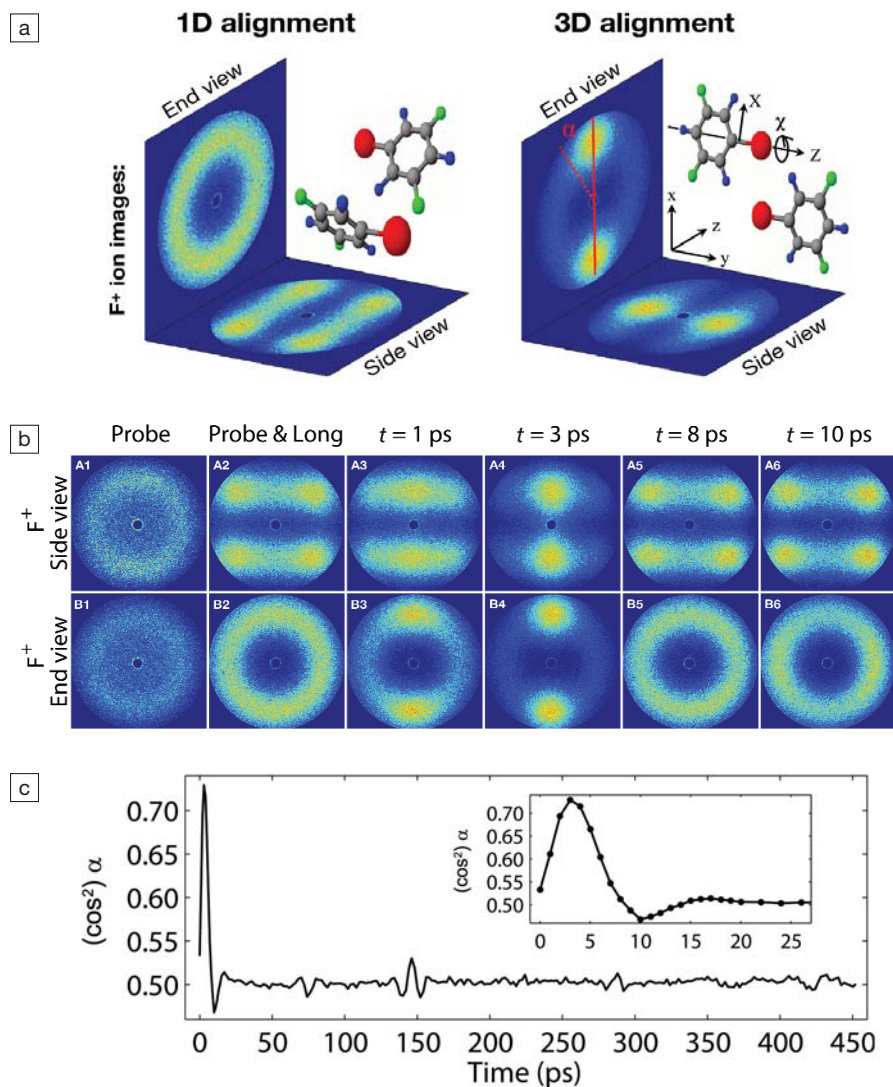 a
1D alignment
3D alignment
F⁺ ion images:
End view
Side view
End view
α
X
χ
Z
x
z
y
Side view
b
Probe
Probe & Long
t = 1 ps
t = 3 ps
t = 8 ps
t = 10 ps
F⁺
Side view
A1
A2
A3
A4
A5
A6
F⁺
End view
B1
B2
B3
B4
B5
B6
c
(cos²) α
0.70
0.65
0.60
0.55
0.50
0 50 100 150 200 250 300 350 400 450
Time (ps)
(cos²) α
0.70
0.65
0.60
0.55
0.50
0 5 10 15 20 25